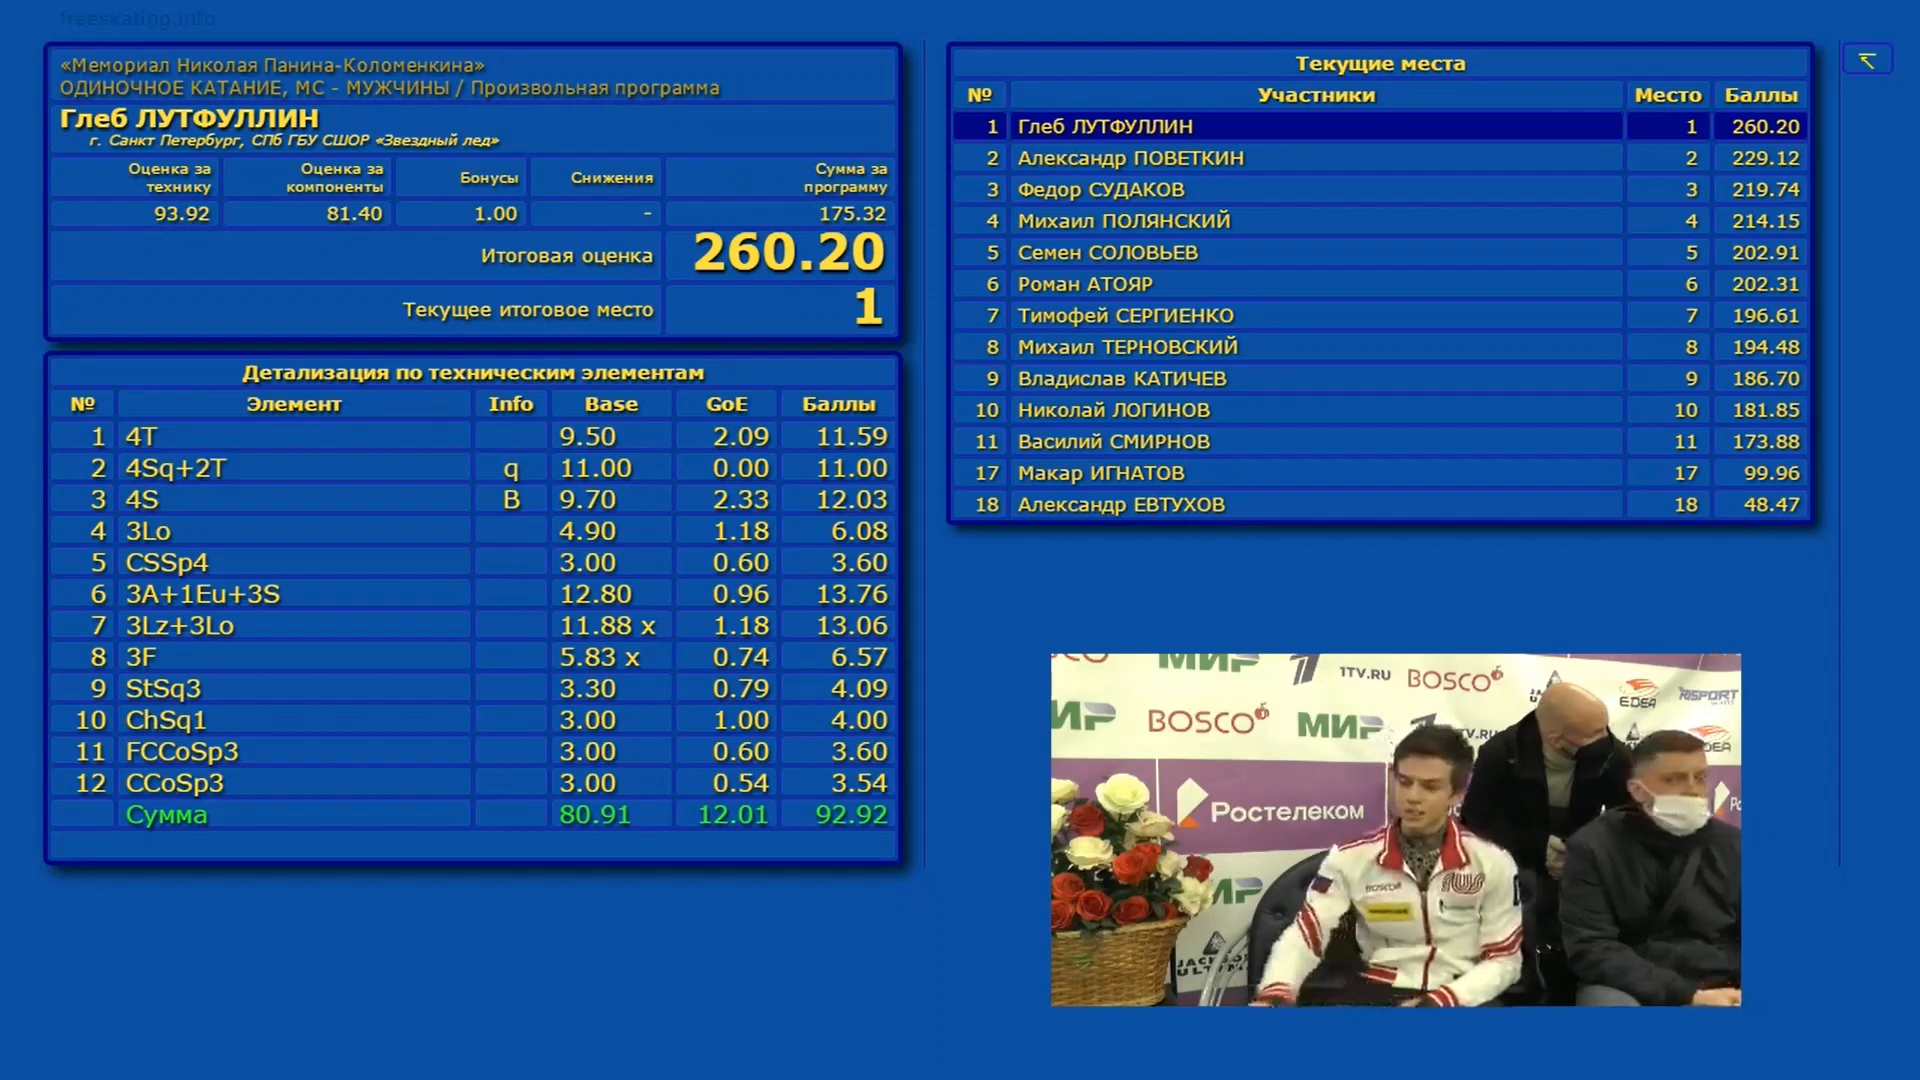 freeskating.info
«Мемориал Николая Панина-Коломенкина»
ОДИНОЧНОЕ КАТАНИЕ, МС - МУЖЧИНЫ / Произвольная программа
Глеб ЛУТФУЛЛИН
г. Санкт Петербург, СПб ГБУ СШОР «Звездный лед»
Оценка за технику Оценка за компоненты Бонусы Снижения Сумма за программу
93.92 81.40 1.00 - 175.32
Итоговая оценка 260.20
Текущее итоговое место 1
Детализация по техническим элементам
№ Элемент Info Base GoE Баллы
1 4T 9.50 2.09 11.59
2 4Sq+2T q 11.00 0.00 11.00
3 4S B 9.70 2.33 12.03
4 3Lo 4.90 1.18 6.08
5 CSSp4 3.00 0.60 3.60
6 3A+1Eu+3S 12.80 0.96 13.76
7 3Lz+3Lo 11.88 x 1.18 13.06
8 3F 5.83 x 0.74 6.57
9 StSq3 3.30 0.79 4.09
10 ChSq1 3.00 1.00 4.00
11 FCCoSp3 3.00 0.60 3.60
12 CCoSp3 3.00 0.54 3.54
Сумма 80.91 12.01 92.92
Текущие места
№ Участники Место Баллы
1 Глеб ЛУТФУЛЛИН 1 260.20
2 Александр ПОВЕТКИН 2 229.12
3 Федор СУДАКОВ 3 219.74
4 Михаил ПОЛЯНСКИЙ 4 214.15
5 Семен СОЛОВЬЕВ 5 202.91
6 Роман АТОЯР 6 202.31
7 Тимофей СЕРГИЕНКО 7 196.61
8 Михаил ТЕРНОВСКИЙ 8 194.48
9 Владислав КАТИЧЕВ 9 186.70
10 Николай ЛОГИНОВ 10 181.85
11 Василий СМИРНОВ 11 173.88
17 Макар ИГНАТОВ 17 99.96
18 Александр ЕВТУХОВ 18 48.47
МИР 1TV.RU BOSCO EDEA RISPORT
МИР BOSCO МИР
Ростелеком
BOSCO RUS
МИР